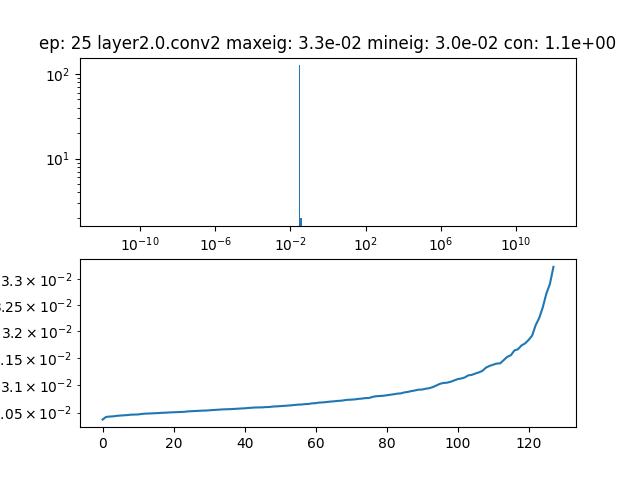 ep: 25 layer2.0.conv2 maxeig: 3.3e-02 mineig: 3.0e-02 con: 1.1e+00
10²
10¹
10⁻¹⁰ 10⁻⁶ 10⁻² 10² 10⁶ 10¹⁰
3.3 × 10⁻²
.25 × 10⁻²
3.2 × 10⁻²
.15 × 10⁻²
3.1 × 10⁻²
.05 × 10⁻²
0 20 40 60 80 100 120